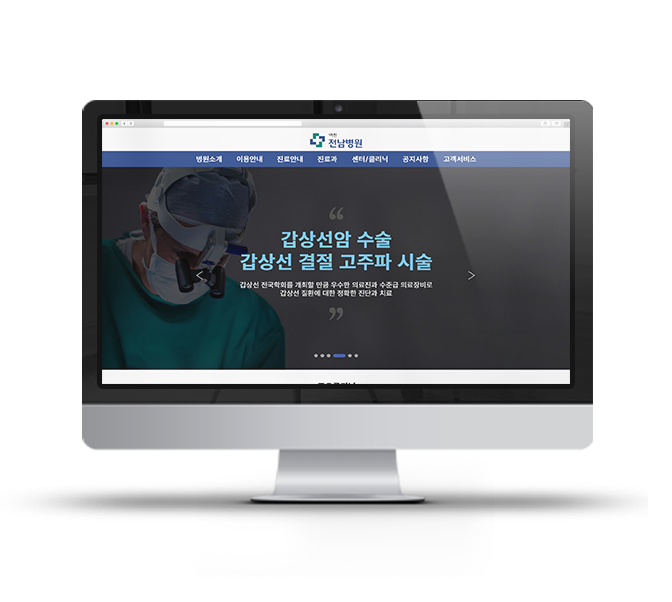 여천
전남병원
병원소개 이용안내 진료안내 진료과 센터/클리닉 공지사항 고객서비스
“
갑상선암 수술
갑상선 결절 고주파 시술
갑상선 전국학회를 개최할 만큼 우수한 의료진과 수준급 의료장비로
갑상선 질환에 대한 정확한 진단과 치료
”